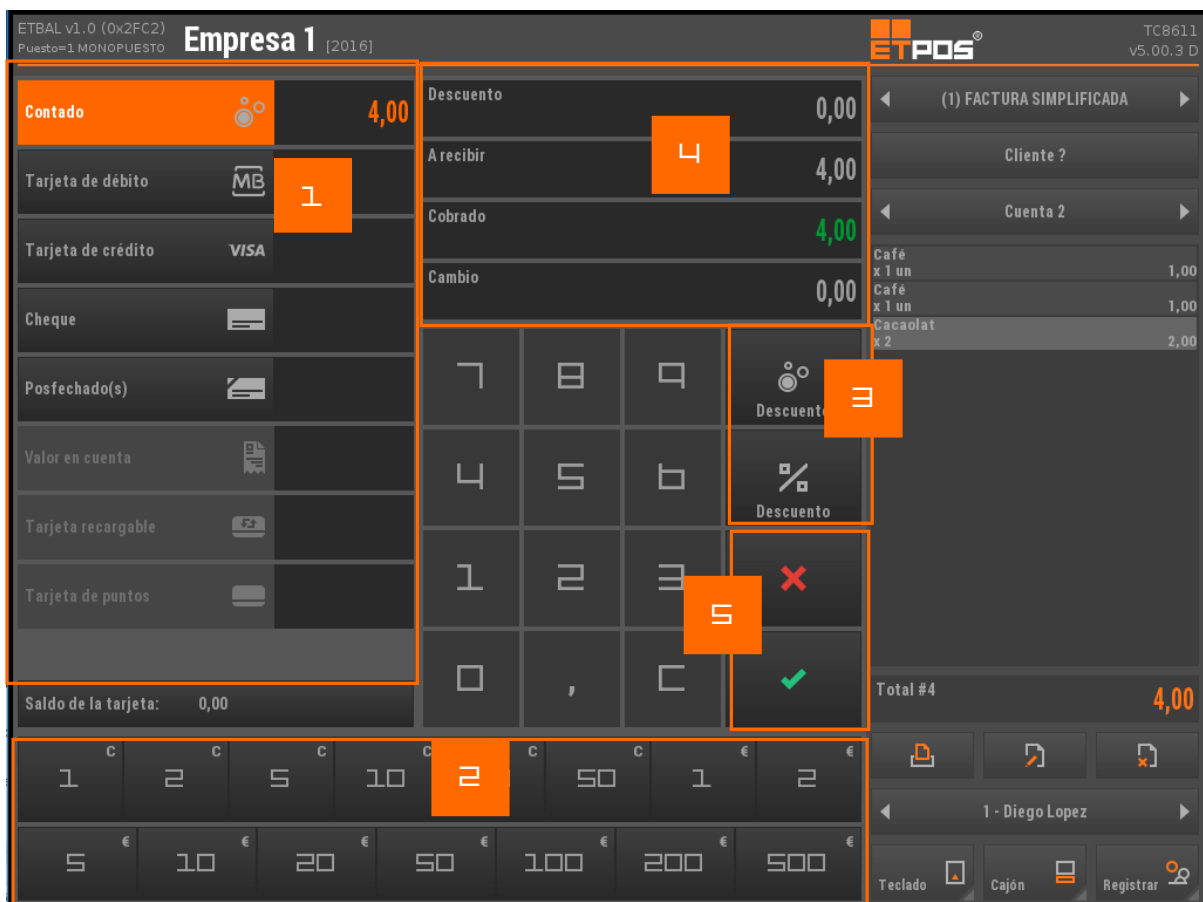 ETBAL v1.0 (0x2FC2)
Puesto=1 MONOPUESTO
Empresa 1 [2016]
ETPOS®
TC8611
v5.00.3 D
Contado 4,00
Tarjeta de débito MB
Tarjeta de crédito VISA
Cheque
Posfechado(s)
Valor en cuenta
Tarjeta recargable
Tarjeta de puntos
Saldo de la tarjeta: 0,00
1
Descuento 0,00
A recibir 4,00
Cobrado 4,00
Cambio 0,00
4
7 8 9
Descuento
4 5 6
% Descuento
3
1 2 3
0 , C
5
C C C C C C € €
1 2 5 10 2 50 1 2
€ € € € € € €
5 10 20 50 100 200 500
(1) FACTURA SIMPLIFICADA
Cliente ?
Cuenta 2
Café
x 1 un 1,00
Café
x 1 un 1,00
Cacaolat
x 2 2,00
Total #4 4,00
1 - Diego Lopez
Teclado Cajón Registrar